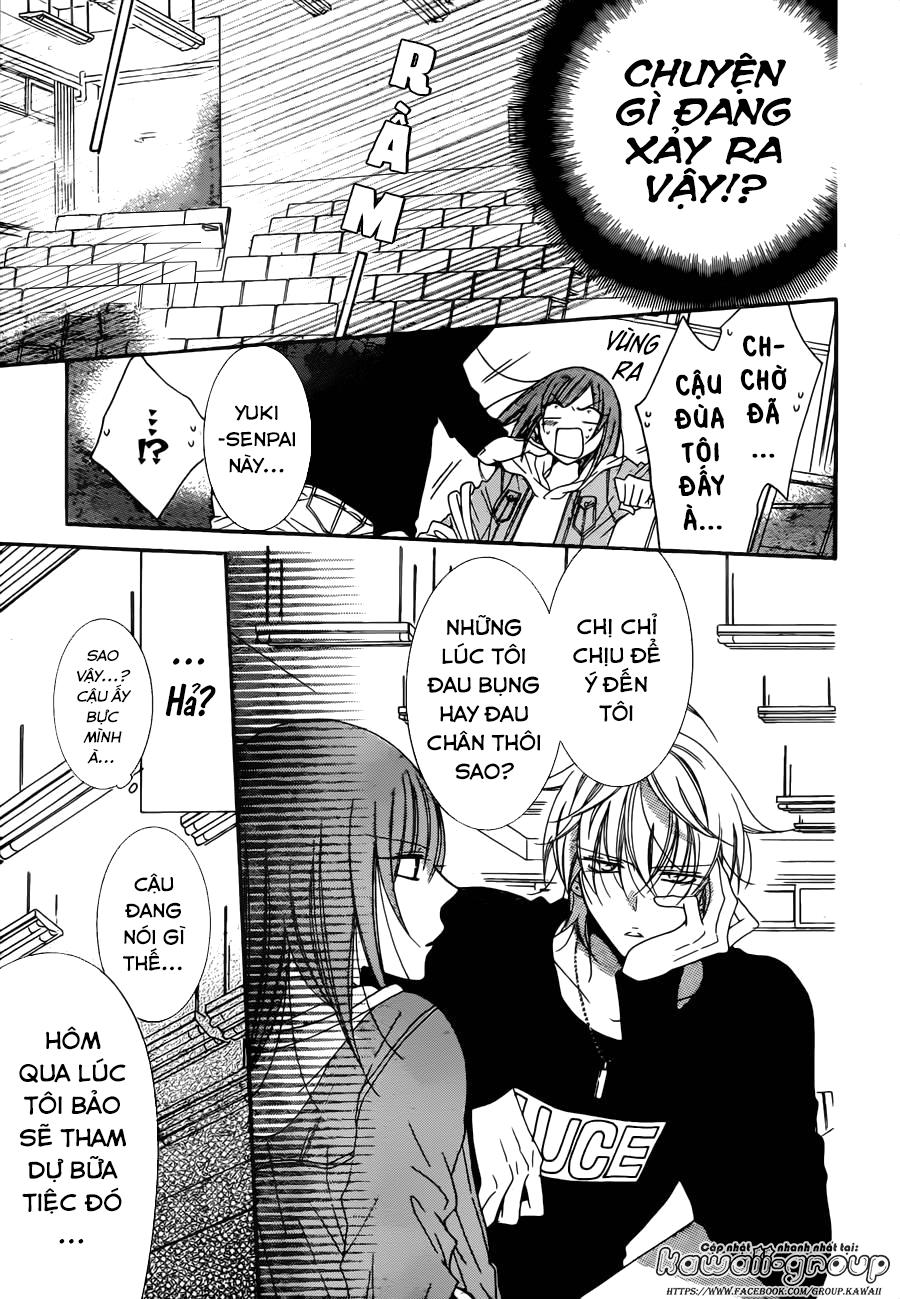 CHUYỆN
GÌ ĐANG
XẢY RA
VẬY!?
RẦM
CH-
CHỜ
ĐÃ
...
CẬU
ĐÙA
TÔI
ĐẤY
À...
VÙNG
RA
YUKI
-SENPAI
NÀY...
!?
CHỊ CHỈ
CHỊU ĐỂ
Ý ĐẾN
TÔI
NHỮNG
LÚC TÔI
ĐAU BỤNG
HAY ĐAU
CHÂN THÔI
SAO?
...
HẢ?
SAO
VẬY...?
CẬU ẤY
BỰC
MÌNH
À...
CẬU
ĐANG
NÓI GÌ
THẾ...
HÔM
QUA LÚC
TÔI BẢO
SẼ THAM
DỰ BỮA
TIỆC ĐÓ
...
UCE
Cập nhật nhanh nhất tại:
kawaii-group
HTTPS://WWW.FACEBOOK.COM/GROUP.KAWAII